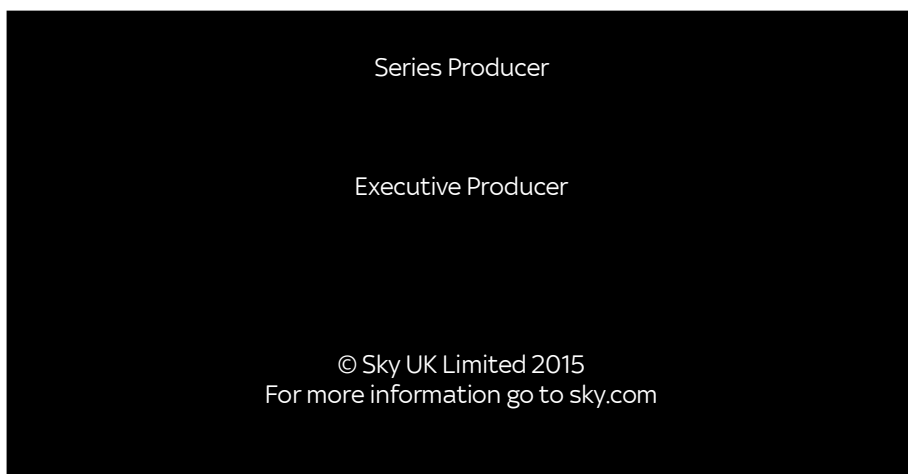 Series Producer
Executive Producer
© Sky UK Limited 2015
For more information go to sky.com